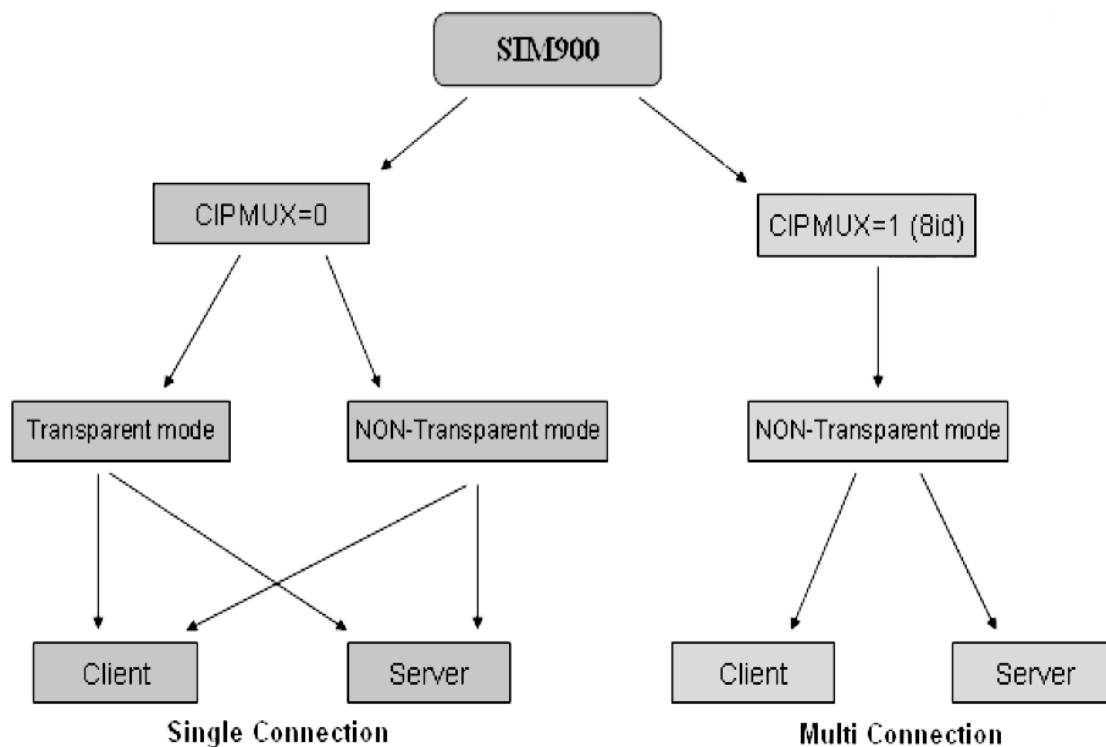 SIM900
CIPMUX=0
CIPMUX=1 (8id)
Transparent mode
NON-Transparent mode
NON-Transparent mode
Client
Server
Client
Server
Single Connection
Multi Connection